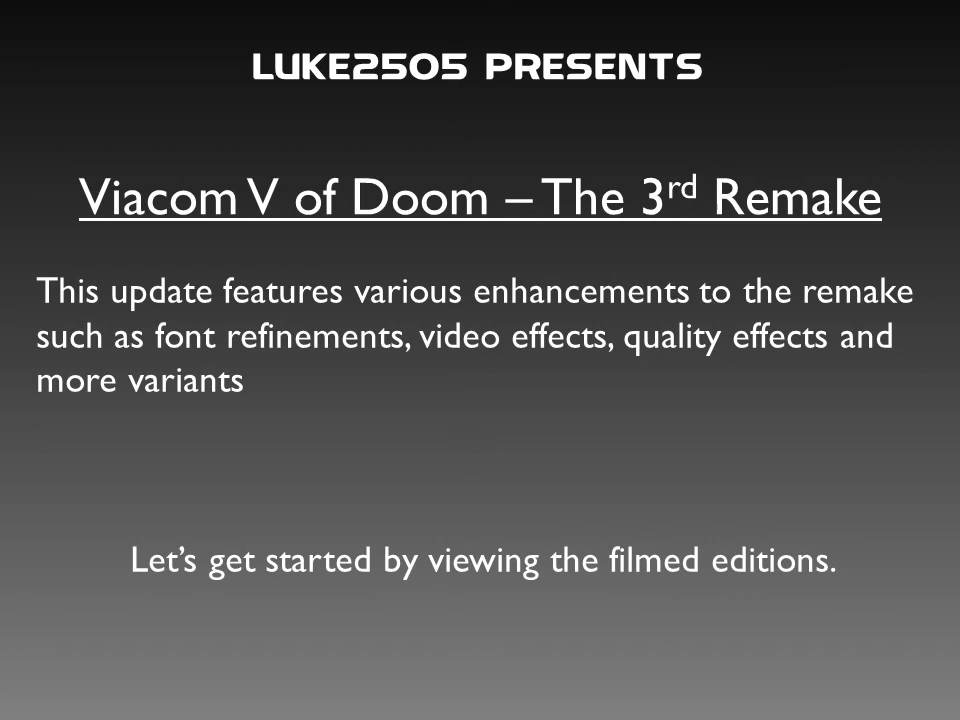 LUKE2505 PRESENTS
Viacom V of Doom – The 3rd Remake
This update features various enhancements to the remake
such as font refinements, video effects, quality effects and
more variants
Let’s get started by viewing the filmed editions.